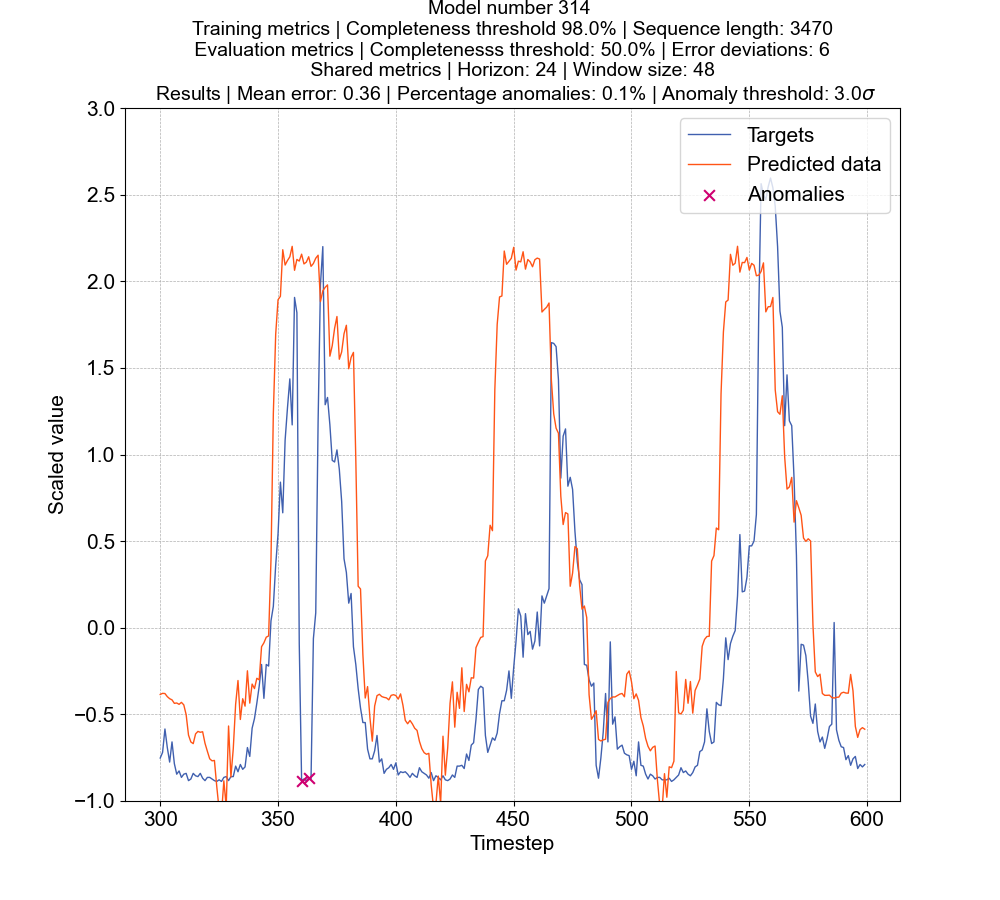 Model number 314
Training metrics | Completeness threshold 98.0% | Sequence length: 3470
Evaluation metrics | Completenesss threshold: 50.0% | Error deviations: 6
Shared metrics | Horizon: 24 | Window size: 48
Results | Mean error: 0.36 | Percentage anomalies: 0.1% | Anomaly threshold: 3.0σ
Targets
Predicted data
Anomalies
3.0
2.5
2.0
1.5
1.0
0.5
0.0
−0.5
−1.0
Scaled value
300
350
400
450
500
550
600
Timestep